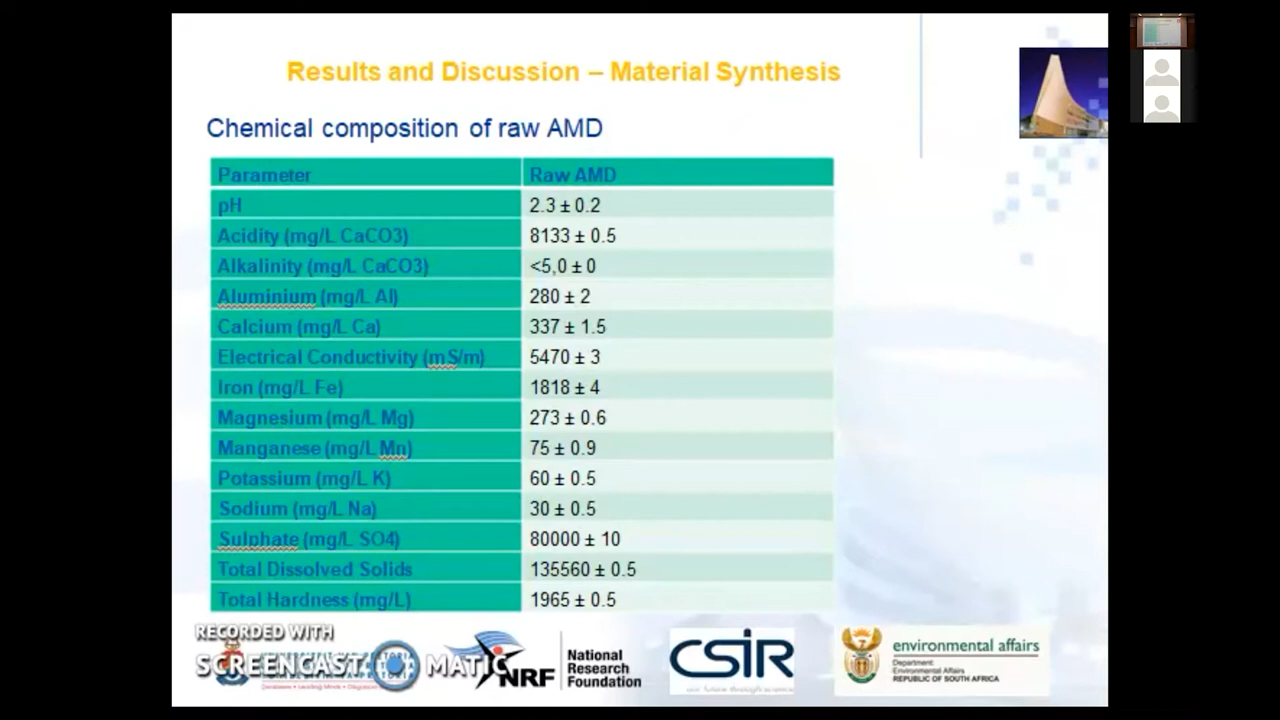 Results and Discussion – Material Synthesis
Chemical composition of raw AMD
Parameter Raw AMD
pH 2.3 ± 0.2
Acidity (mg/L CaCO3) 8133 ± 0.5
Alkalinity (mg/L CaCO3) <5,0 ± 0
Aluminium (mg/L Al) 280 ± 2
Calcium (mg/L Ca) 337 ± 1.5
Electrical Conductivity (mS/m) 5470 ± 3
Iron (mg/L Fe) 1818 ± 4
Magnesium (mg/L Mg) 273 ± 0.6
Manganese (mg/L Mn) 75 ± 0.9
Potassium (mg/L K) 60 ± 0.5
Sodium (mg/L Na) 30 ± 0.5
Sulphate (mg/L SO4) 80000 ± 10
Total Dissolved Solids 135560 ± 0.5
Total Hardness (mg/L) 1965 ± 0.5
RECORDED WITH
SCREENCAST MATIC
NRF
National
Research
Foundation
CSIR
our future through science
environmental affairs
Department:
Environmental Affairs
REPUBLIC OF SOUTH AFRICA